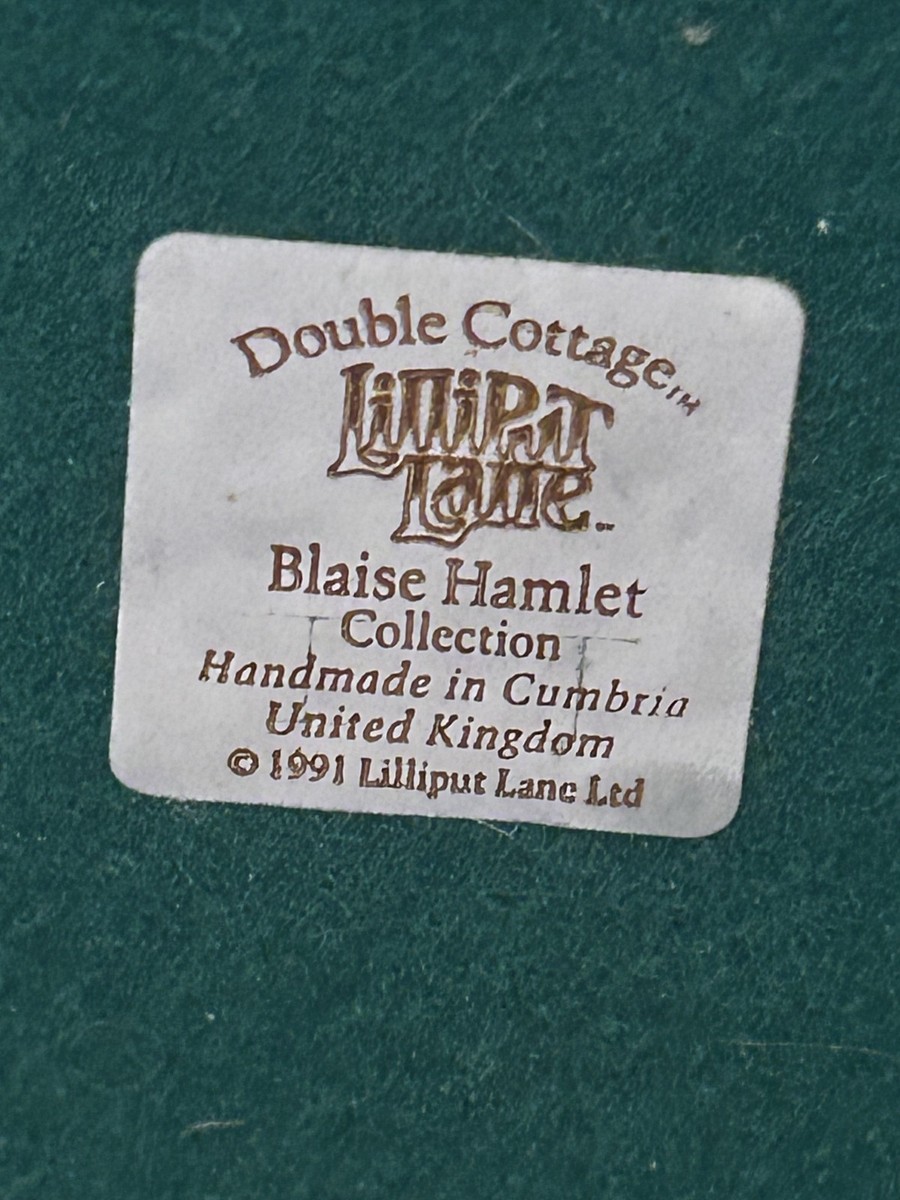 Double Cottage™
Lilliput
Lane™
Blaise Hamlet
Collection
Handmade in Cumbria
United Kingdom
© 1991 Lilliput Lane Ltd